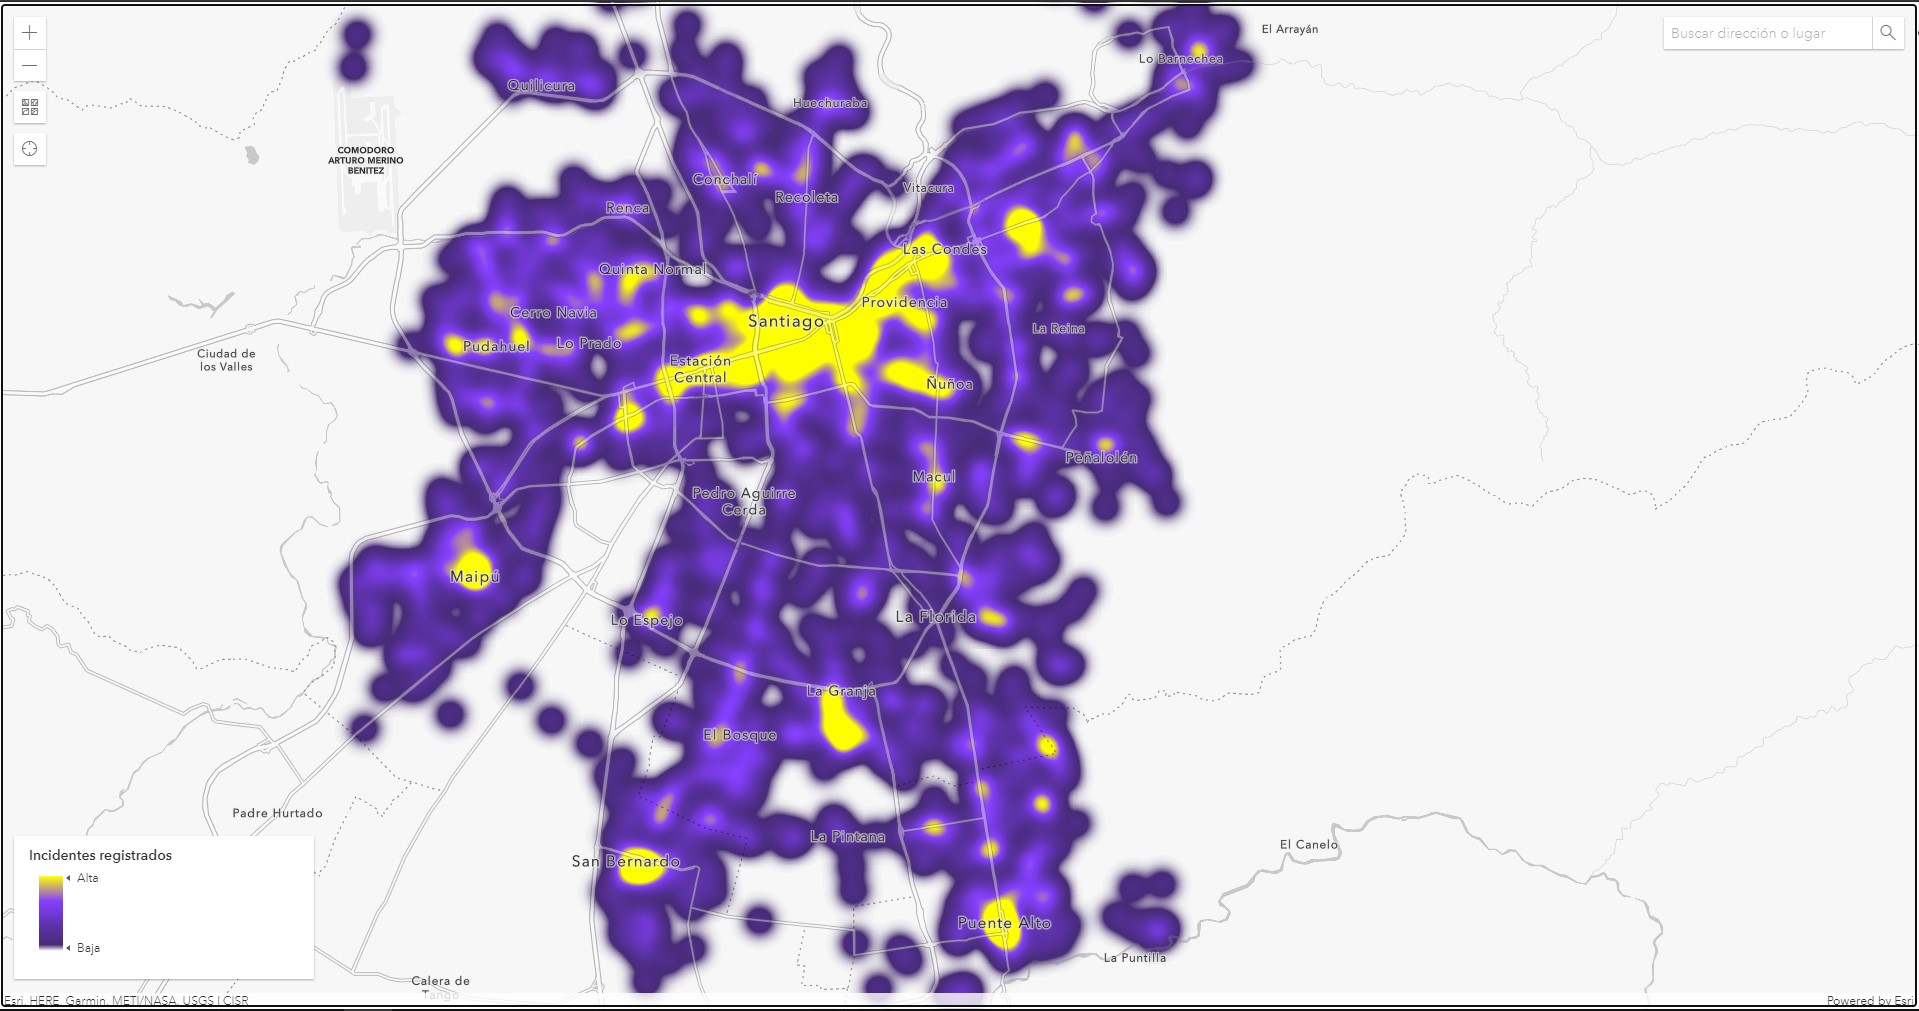 El Arrayán
Buscar dirección o lugar
Lo Barnechea
Quilicura
Huechuraba
COMODORO
ARTURO MERINO
BENITEZ
Conchalí
Vitacura
Recoleta
Renca
Las Condes
Quinta Normal
Providencia
Cerro Navia
Santiago
La Reina
Pudahuel
Lo Prado
Ciudad de
los Valles
Estación
Central
Ñuñoa
Peñalolén
Macul
Pedro Aguirre
Cerda
Maipú
Lo Espejo
La Florida
La Granja
El Bosque
Padre Hurtado
La Pintana
El Canelo
San Bernardo
Incidentes registrados
Alta
Baja
Puente Alto
La Puntilla
Calera de
Tango
Esri, HERE, Garmin, METI/NASA, USGS | CISR
Powered by Esri